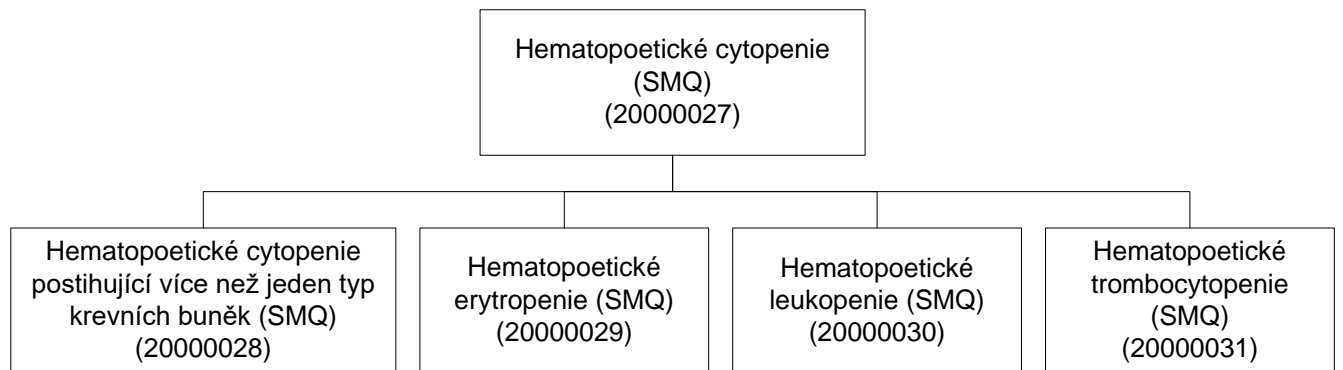 Hematopoetické cytopenie
(SMQ)
(20000027)
Hematopoetické cytopenie
postihující více než jeden typ
krevních buněk (SMQ)
(20000028)
Hematopoetické
erytropenie (SMQ)
(20000029)
Hematopoetické
leukopenie (SMQ)
(20000030)
Hematopoetické
trombocytopenie
(SMQ)
(20000031)